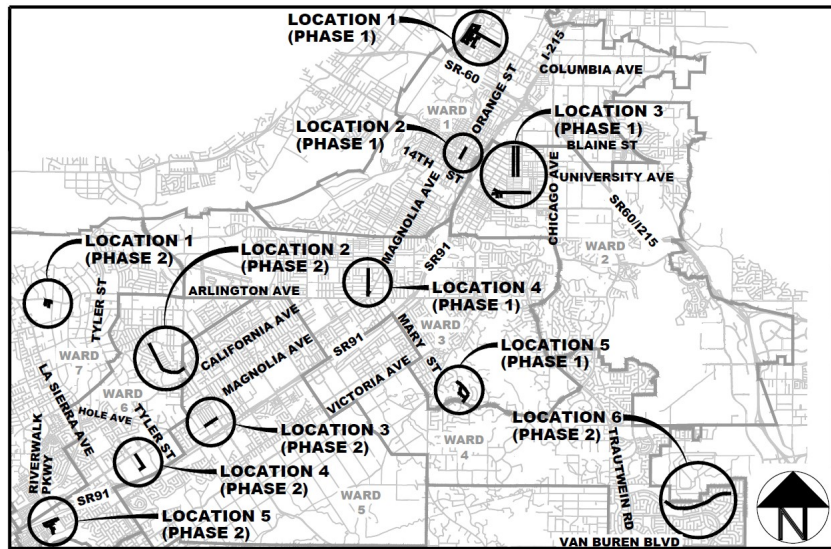 LOCATION 1
(PHASE 1)
SR-60
I-215
COLUMBIA AVE
ORANGE ST
WARD
1
LOCATION 2
(PHASE 1)
LOCATION 3
(PHASE 1)
BLAINE ST
14TH ST
UNIVERSITY AVE
MAGNOLIA AVE
CHICAGO AVE
SR60/I215
LOCATION 1
(PHASE 2)
LOCATION 2
(PHASE 2)
SR91
WARD
2
TYLER ST
ARLINGTON AVE
LOCATION 4
(PHASE 1)
CALIFORNIA AVE
MARY ST
WARD
3
MAGNOLIA AVE
SR91
LOCATION 5
(PHASE 1)
WARD
7
VICTORIA AVE
LA SIERRA AVE
WARD
6
HOLE AVE
TYLER ST
LOCATION 6
(PHASE 2)
LOCATION 3
(PHASE 2)
WARD
4
TRAUTWEIN RD
RIVERWALK
PKWY
LOCATION 4
(PHASE 2)
SR91
WARD
5
LOCATION 5
(PHASE 2)
VAN BUREN BLVD
N